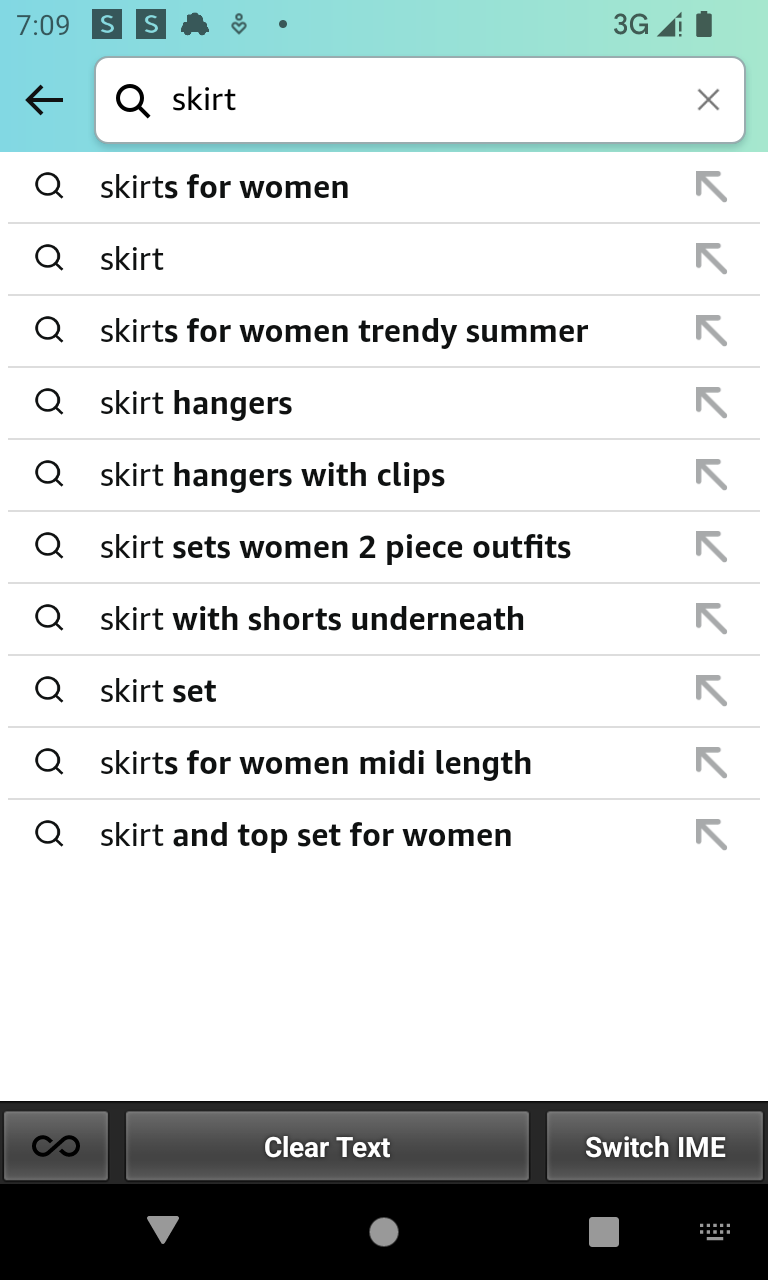 7:09 S S 3G
skirt
skirts for women
skirt
skirts for women trendy summer
skirt hangers
skirt hangers with clips
skirt sets women 2 piece outfits
skirt with shorts underneath
skirt set
skirts for women midi length
skirt and top set for women
Clear Text Switch IME